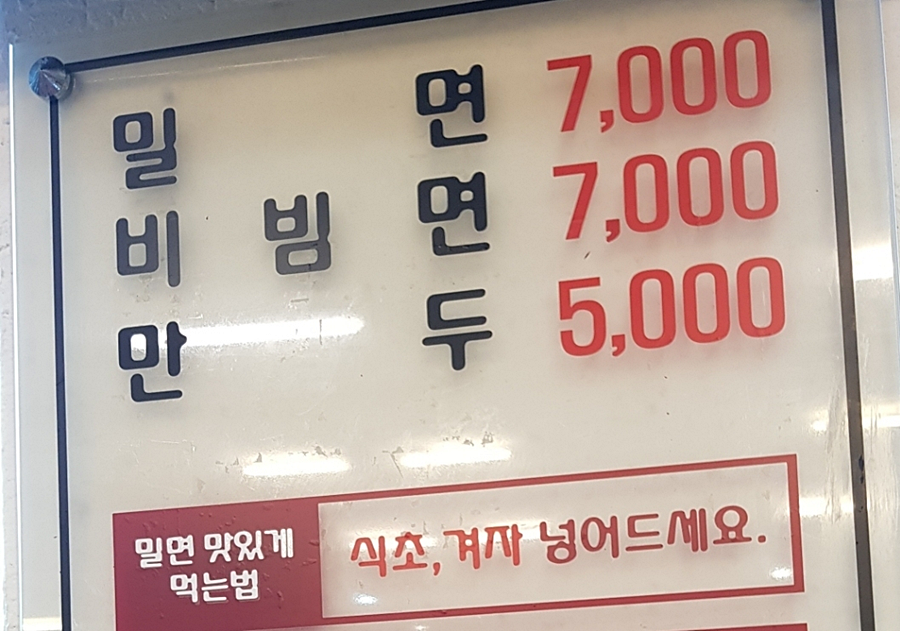 밀 면 7,000
비 빔 면 7,000
만 두 5,000
밀면 맛있게
먹는법
식초, 겨자 넣어드세요.